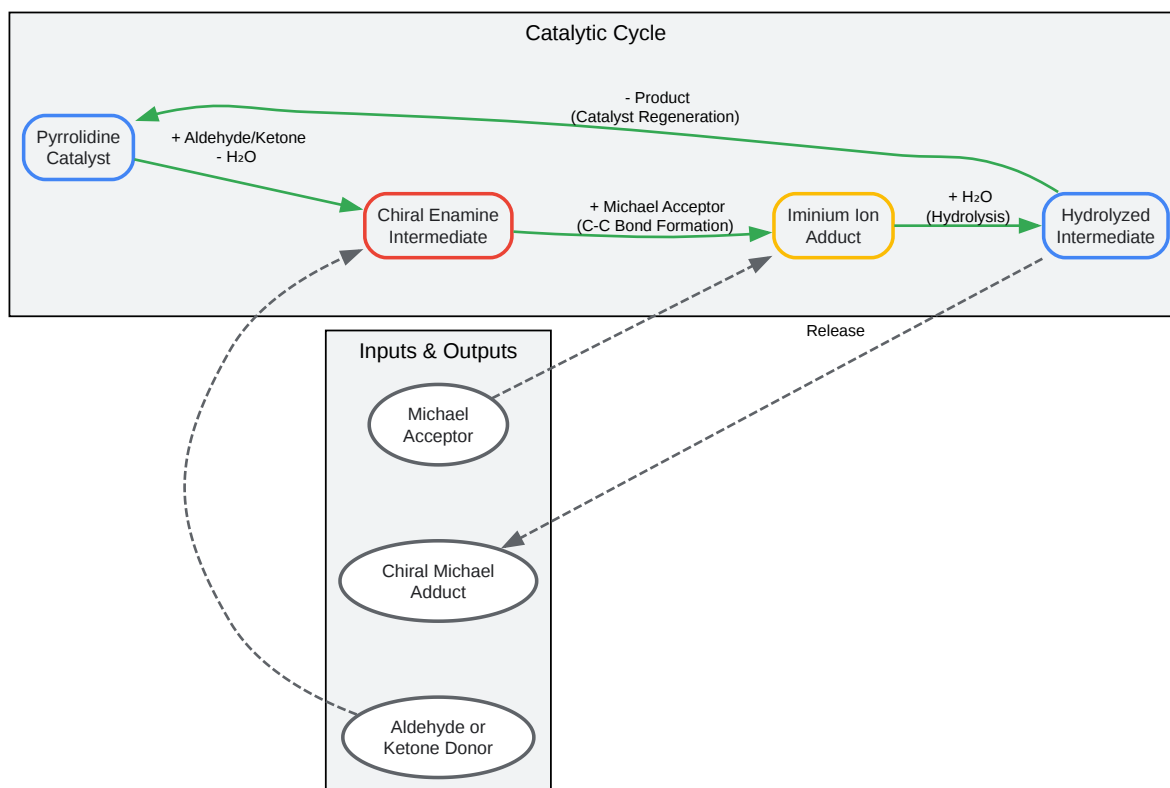 Catalytic Cycle
- Product
(Catalyst Regeneration)
Pyrrolidine
Catalyst
+ Aldehyde/Ketone
- H₂O
Chiral Enamine
Intermediate
+ Michael Acceptor
(C-C Bond Formation)
Iminium Ion
Adduct
+ H₂O
(Hydrolysis)
Hydrolyzed
Intermediate
Release
Inputs & Outputs
Michael
Acceptor
Chiral Michael
Adduct
Aldehyde or
Ketone Donor